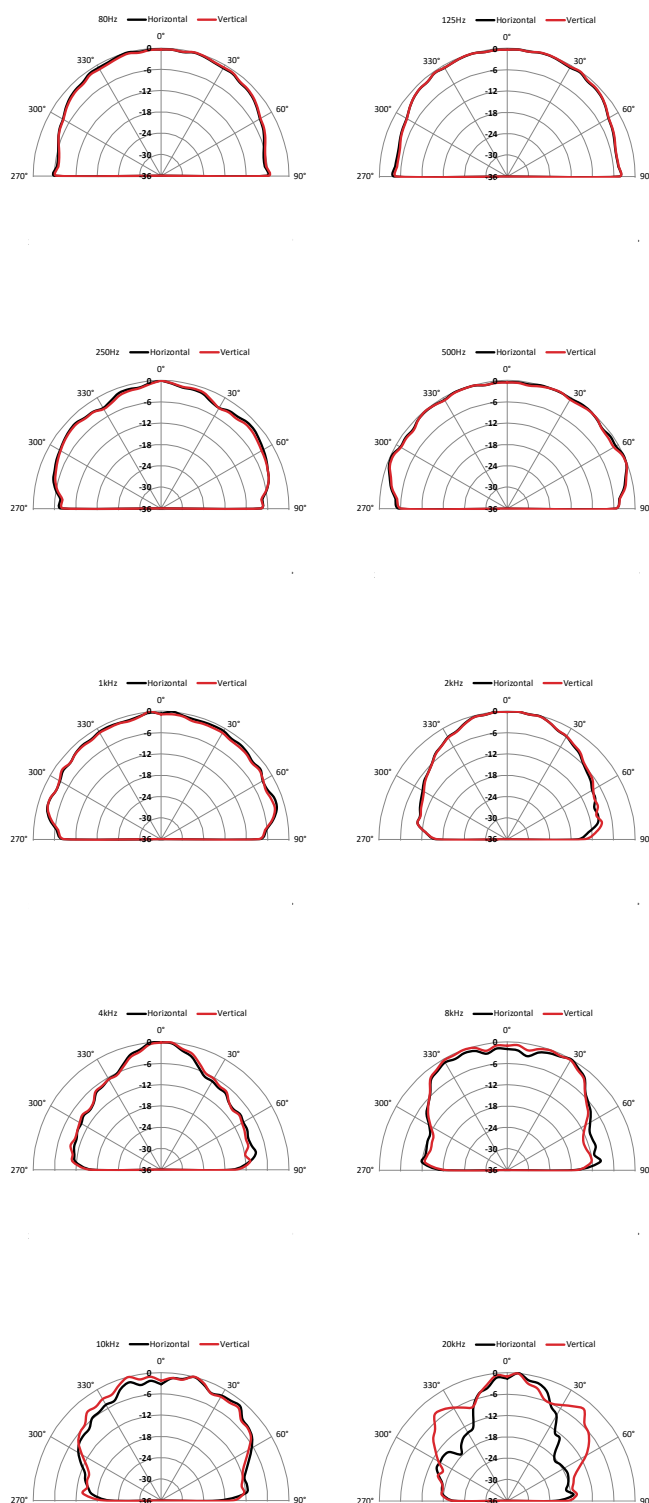 80Hz Horizontal Vertical 125Hz Horizontal Vertical
0° 0°
330° 0 30° 330° 0 30°
-6 -6
300° -12 60° 300° -12 60°
-18 -18
-24 -24
-30 -30
270° -36 90° 270° -36 90°
250Hz Horizontal Vertical 500Hz Horizontal Vertical
0° 0°
330° 0 30° 330° 0 30°
-6 -6
300° -12 60° 300° -12 60°
-18 -18
-24 -24
-30 -30
270° -36 90° 270° -36 90°
1kHz Horizontal Vertical 2kHz Horizontal Vertical
0° 0°
330° 0 30° 330° 0 30°
-6 -6
300° -12 60° 300° -12 60°
-18 -18
-24 -24
-30 -30
270° -36 90° 270° -36 90°
4kHz Horizontal Vertical 8kHz Horizontal Vertical
0° 0°
330° 0 30° 330° 0 30°
-6 -6
300° -12 60° 300° -12 60°
-18 -18
-24 -24
-30 -30
270° -36 90° 270° -36 90
10kHz Horizontal Vertical 20kHz Horizontal Vertical
0° 0°
330° 0 30° 330° 0 30°
-6 -6
300° -12 60° 300° -12 60°
-18 -18
-24 -24
-30 -30
270° -36 90° 270° -36 90